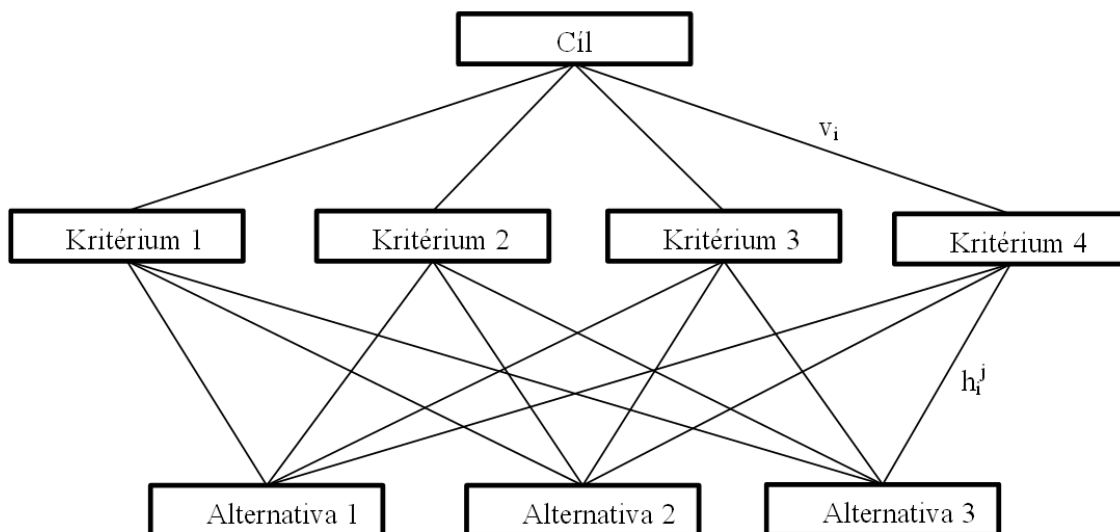 Cíl
v_i
Kritérium 1
Kritérium 2
Kritérium 3
Kritérium 4
h_i^j
Alternativa 1
Alternativa 2
Alternativa 3